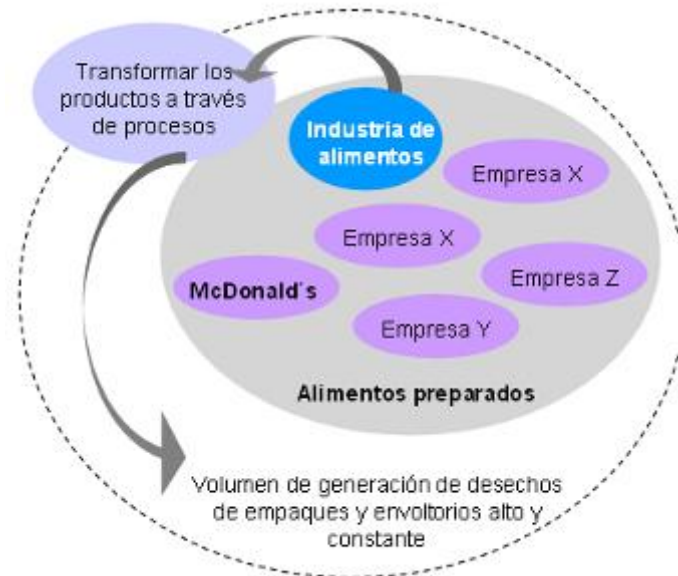 Transformar los
productos a través
de procesos
Industria de
alimentos
Empresa X
Empresa X
Empresa Z
McDonald´s
Empresa Y
Alimentos preparados
Volumen de generación de desechos
de empaques y envoltorios alto y
constante